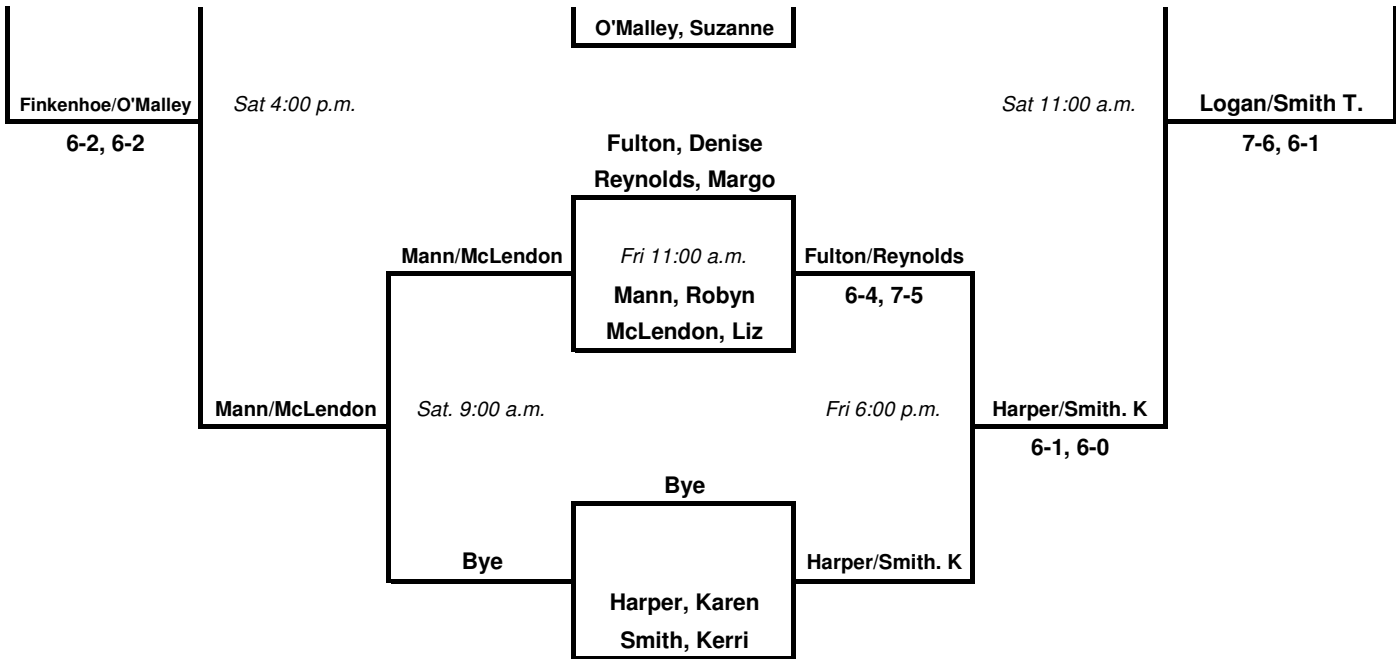 O'Malley, Suzanne
Finkenhoe/O'Malley Sat 4:00 p.m. Sat 11:00 a.m. Logan/Smith T.
6-2, 6-2 Fulton, Denise 7-6, 6-1
Reynolds, Margo
Mann/McLendon Fri 11:00 a.m. Fulton/Reynolds
Mann, Robyn 6-4, 7-5
McLendon, Liz
Mann/McLendon Sat. 9:00 a.m. Fri 6:00 p.m. Harper/Smith. K
6-1, 6-0
Bye
Bye Harper/Smith. K
Harper, Karen
Smith, Kerri